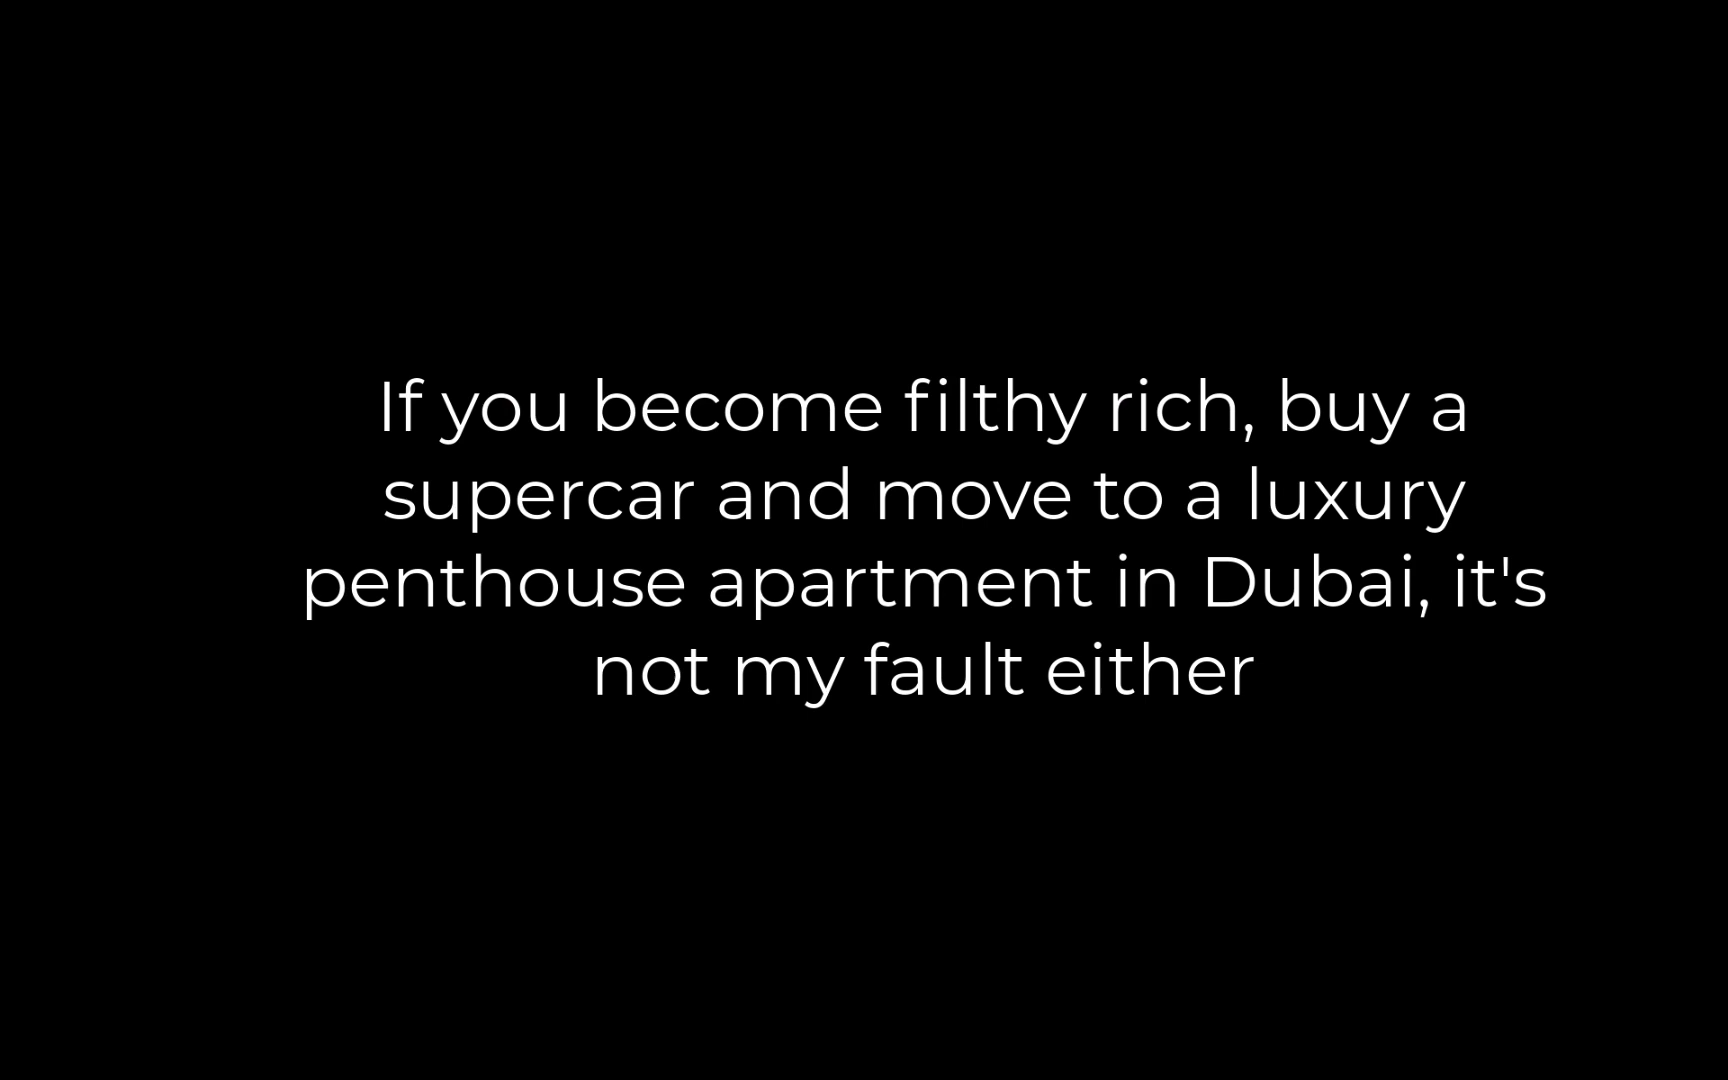 If you become filthy rich, buy a
supercar and move to a luxury
penthouse apartment in Dubai, it's
not my fault either